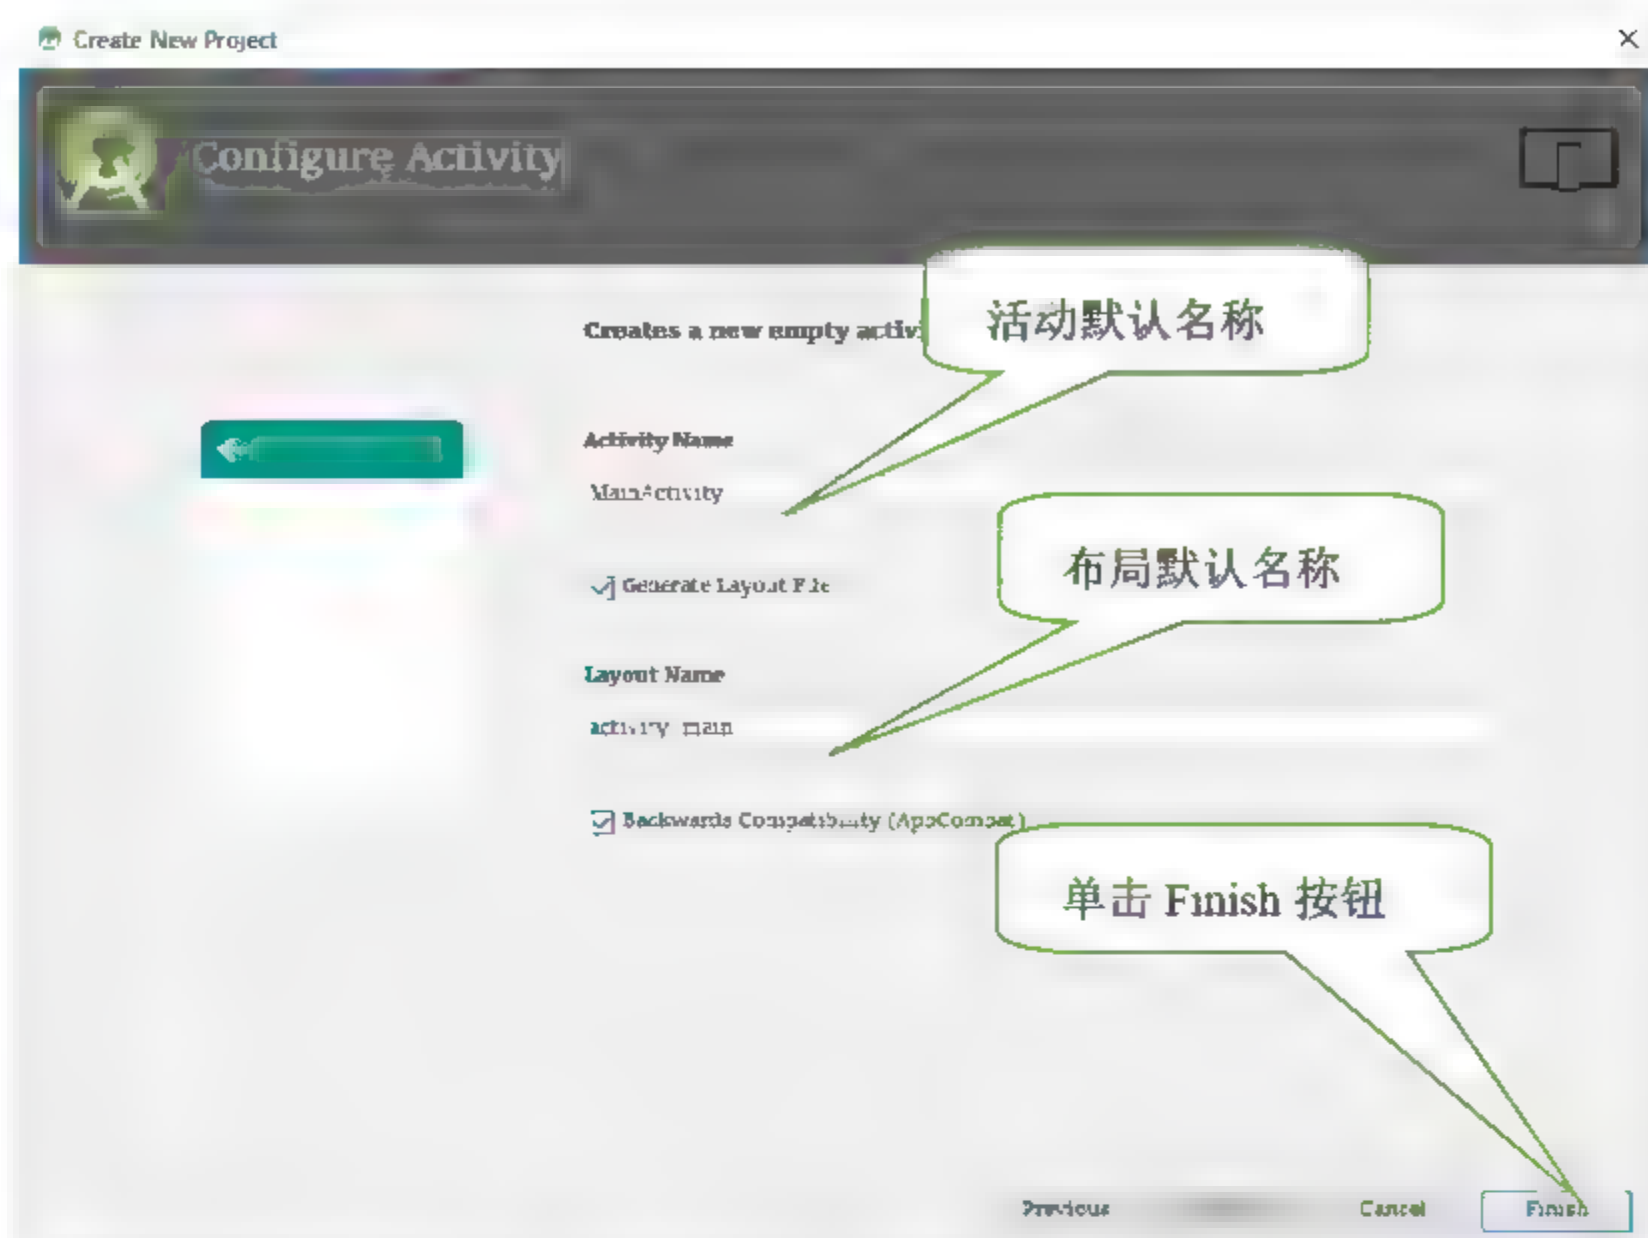 Create New Project
Configure Activity
Creates a new empty activi
活动默认名称
Activity Name
MainActivity
Generate Layout File
布局默认名称
Layout Name
activity_main
Backwards Compatibility (AppCompat)
单击 Finish 按钮
Previous
Cancel
Finish